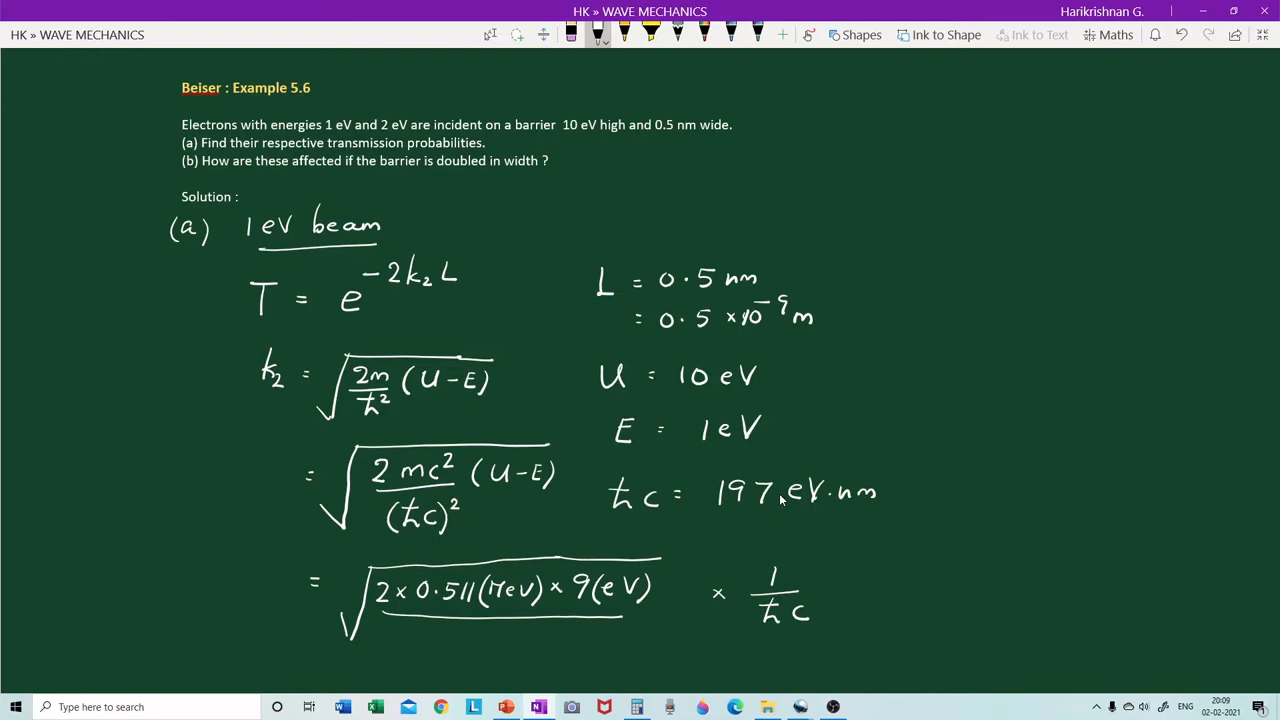 HK » WAVE MECHANICS
Harikrishnan G.
HK » WAVE MECHANICS
Shapes
Ink to Shape
Ink to Text
Maths
Beiser : Example 5.6
Electrons with energies 1 eV and 2 eV are incident on a barrier 10 eV high and 0.5 nm wide.
(a) Find their respective transmission probabilities.
(b) How are these affected if the barrier is doubled in width ?
Solution :
(a) 1 eV beam
T = e^{-2k₂L}
L = 0.5 nm
= 0.5 ×10⁻⁹ m
k₂ = √(2m/ħ² (U-E))
U = 10 eV
E = 1 eV
= √(2mc²/(ħc)² (U-E))
ħc = 197 eV·nm
= √(2 × 0.511(MeV) × 9(eV)) × 1/ħc
Type here to search
W
X
L
P
N
ENG
20:09
02-02-2021
1